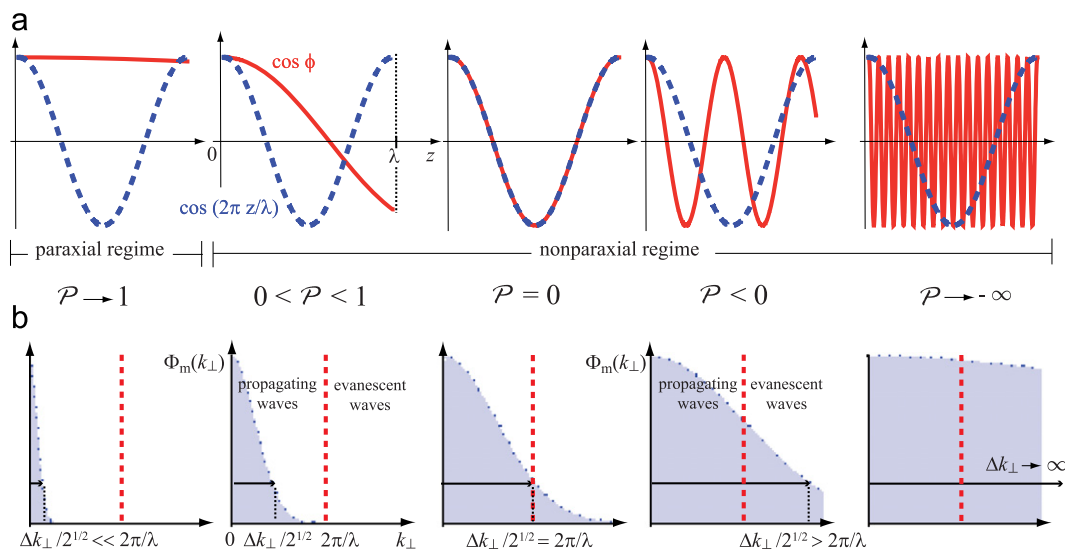 a
cos ϕ
0
λ
z
cos (2π z/λ)
paraxial regime
nonparaxial regime
𝒫 → 1
0 < 𝒫 < 1
𝒫 = 0
𝒫 < 0
𝒫 → - ∞
b
Φm(k⊥)
propagating waves
evanescent waves
Φm(k⊥)
propagating waves
evanescent waves
Δk⊥ → ∞
Δk⊥/2^1/2 << 2π/λ
0
Δk⊥/2^1/2
2π/λ
k⊥
Δk⊥/2^1/2 = 2π/λ
Δk⊥/2^1/2 > 2π/λ